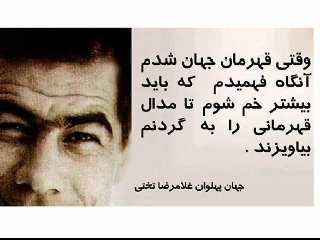 وقتی قهرمان جهان شدم
آنگاه فهمیدم که باید
بیشتر خم شوم تا مدال
قهرمانی را به گردنم
بیاویزند .
جهان پهلوان غلامرضا تختی